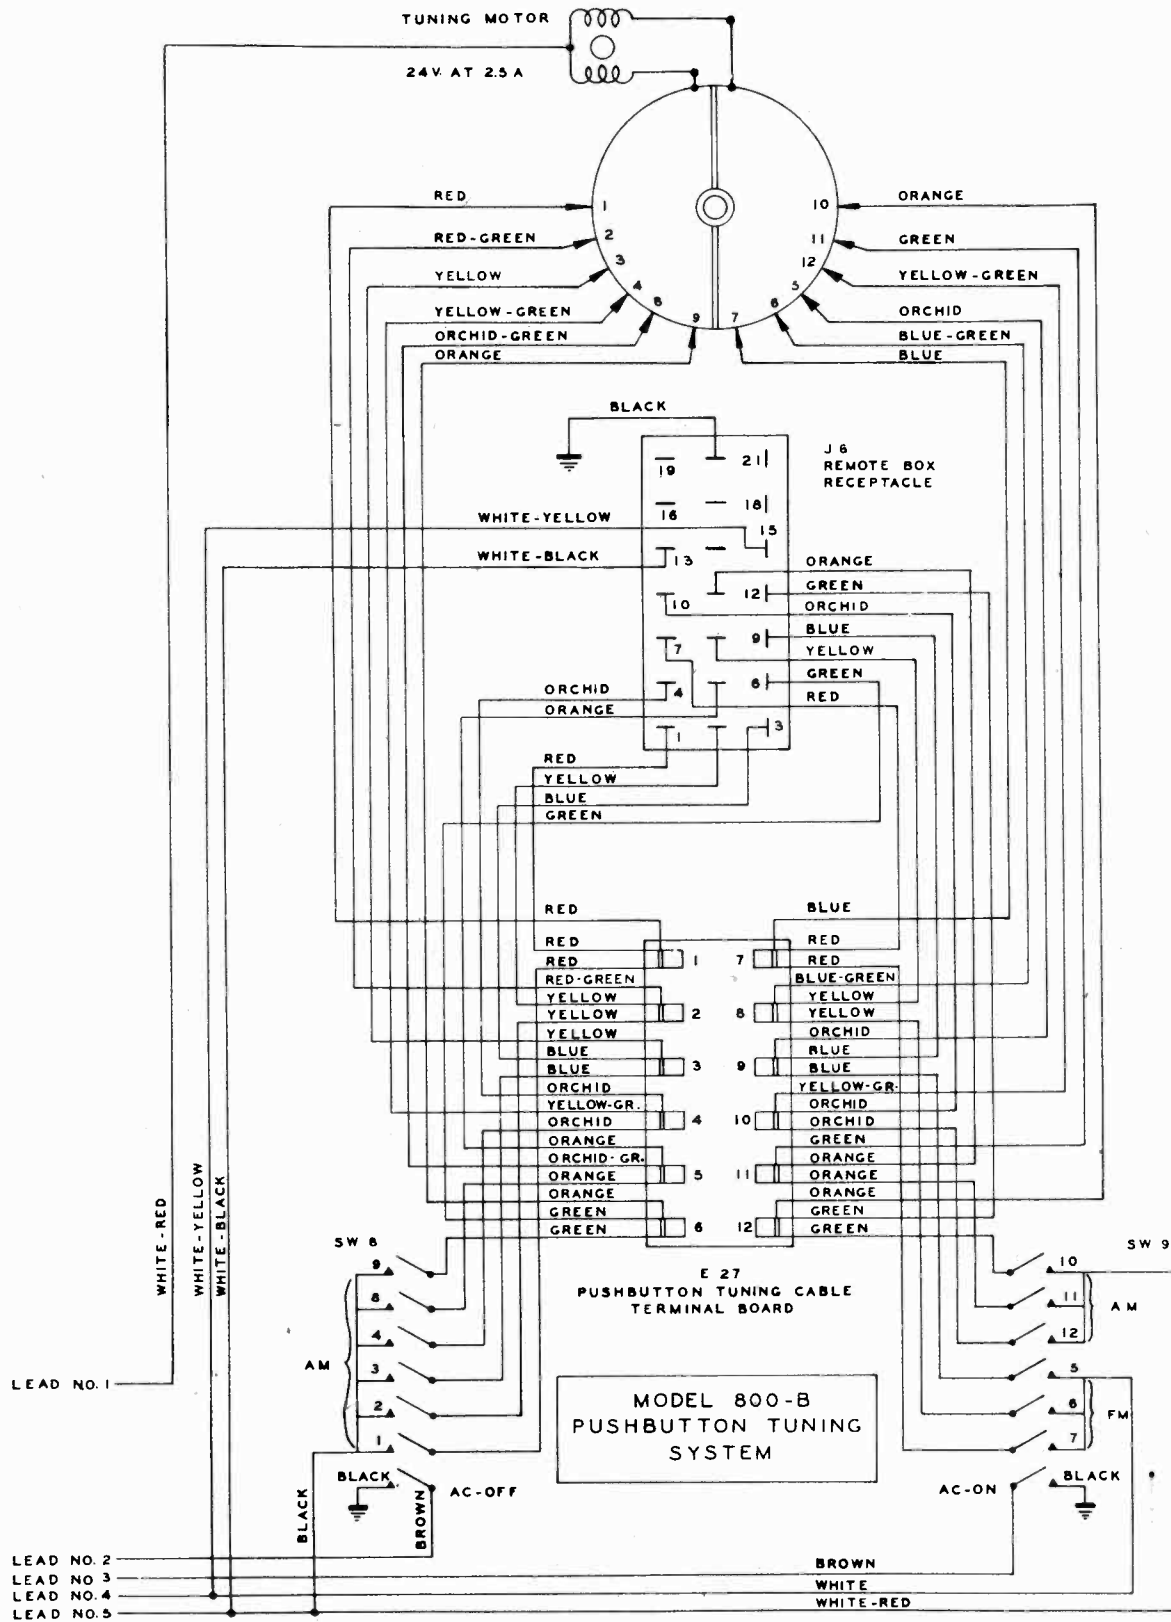 TUNING MOTOR
24V. AT 2.5 A
RED
1
10
ORANGE
RED-GREEN
2
11
GREEN
YELLOW
3
12
YELLOW-GREEN
YELLOW-GREEN
4
5
ORCHID
ORCHID-GREEN
8
6
BLUE-GREEN
ORANGE
9
7
BLUE
BLACK
J 6
REMOTE BOX
RECEPTACLE
19
21
16
18
WHITE-YELLOW
15
WHITE-BLACK
13
ORANGE
12
GREEN
10
ORCHID
9
BLUE
7
YELLOW
6
GREEN
ORCHID
4
RED
ORANGE
1
3
RED
YELLOW
BLUE
GREEN
RED
BLUE
RED
1
7
RED
RED
RED
RED-GREEN
BLUE-GREEN
YELLOW
2
8
YELLOW
YELLOW
YELLOW
YELLOW
ORCHID
BLUE
3
9
BLUE
BLUE
BLUE
ORCHID
YELLOW-GR.
YELLOW-GR.
4
10
ORCHID
ORCHID
ORCHID
ORANGE
GREEN
ORCHID-GR.
5
11
ORANGE
ORANGE
ORANGE
ORANGE
ORANGE
GREEN
6
12
GREEN
GREEN
GREEN
WHITE-RED
WHITE-YELLOW
WHITE-BLACK
SW 8
SW 9
E 27
PUSHBUTTON TUNING CABLE
TERMINAL BOARD
9
8
4
3
2
1
AM
10
11
12
AM
5
6
7
FM
LEAD NO. 1
MODEL 800-B
PUSHBUTTON TUNING
SYSTEM
BLACK
AC-OFF
AC-ON
BLACK
BLACK
BROWN
LEAD NO. 2
LEAD NO 3
BROWN
LEAD NO. 4
WHITE
LEAD NO. 5
WHITE-RED